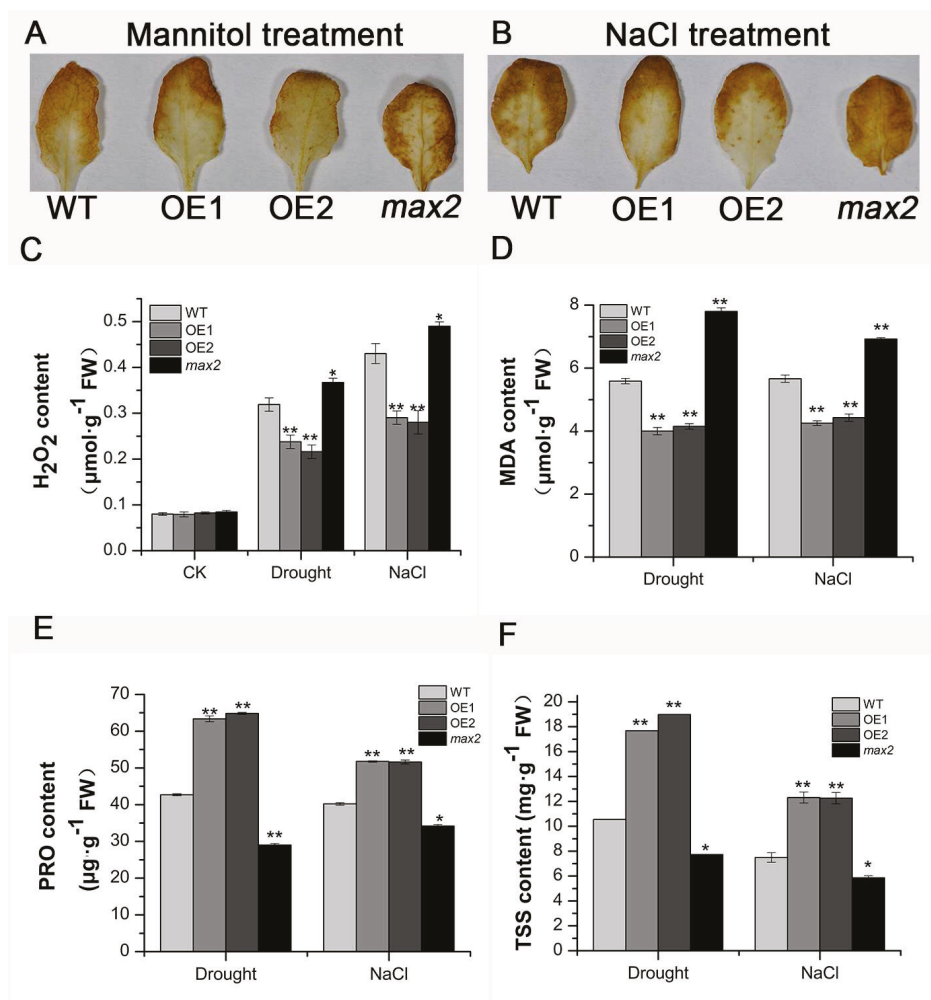 A Mannitol treatment
B NaCl treatment
WT OE1 OE2 max2
WT OE1 OE2 max2
C
H₂O₂ content
(μmol·g⁻¹ FW)
0.5
0.4
0.3
0.2
0.1
0.0
WT
OE1
OE2
max2
** ** *
** ** *
CK Drought NaCl
D
MDA content
(μmol·g⁻¹ FW)
8
6
4
2
0
WT
OE1
OE2
max2
** ** **
** ** **
Drought NaCl
E
PRO content
(μg·g⁻¹ FW)
70
60
50
40
30
20
10
0
WT
OE1
OE2
max2
** ** **
** ** *
Drought NaCl
F
TSS content (mg·g⁻¹ FW)
20
18
16
14
12
10
8
6
4
2
0
WT
OE1
OE2
max2
** ** *
** ** *
Drought NaCl